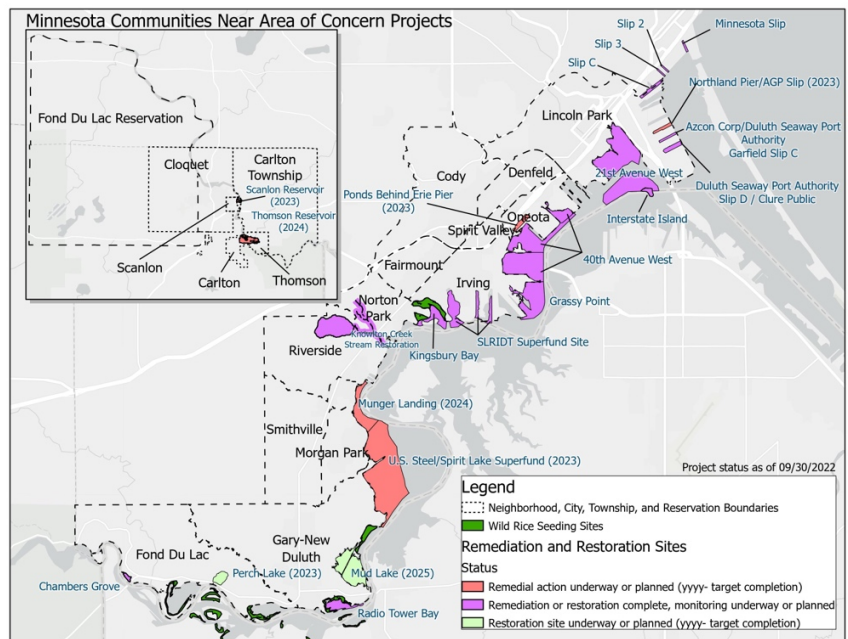 Minnesota Communities Near Area of Concern Projects
Fond Du Lac Reservation
Cloquet
Carlton
Township
Scanlon Reservoir
(2023)
Thomson Reservoir
(2024)
Scanlon
Carlton
Thomson
Slip 2
Minnesota Slip
Slip 3
Slip C
Northland Pier/AGP Slip (2023)
Lincoln Park
Azcon Corp/Duluth Seaway Port
Authority
Garfield Slip C
Cody
Denfeld
21st Avenue West
Duluth Seaway Port Authority
Slip D / Clure Public
Ponds Behind Erie Pier
(2023)
Oneota
Interstate Island
Spirit Valley
40th Avenue West
Fairmount
Irving
Grassy Point
Norton
Park
Knowlton Creek
Stream Restoration
Riverside
Kingsbury Bay
SLRIDT Superfund Site
Munger Landing (2024)
Smithville
Morgan Park
U.S. Steel/Spirit Lake Superfund (2023)
Gary-New
Duluth
Fond Du Lac
Perch Lake (2023)
Mud Lake (2025)
Chambers Grove
Radio Tower Bay
Project status as of 09/30/2022
Legend
Neighborhood, City, Township, and Reservation Boundaries
Wild Rice Seeding Sites
Remediation and Restoration Sites
Status
Remedial action underway or planned (yyyy- target completion)
Remediation or restoration complete, monitoring underway or planned
Restoration site underway or planned (yyyy- target completion)